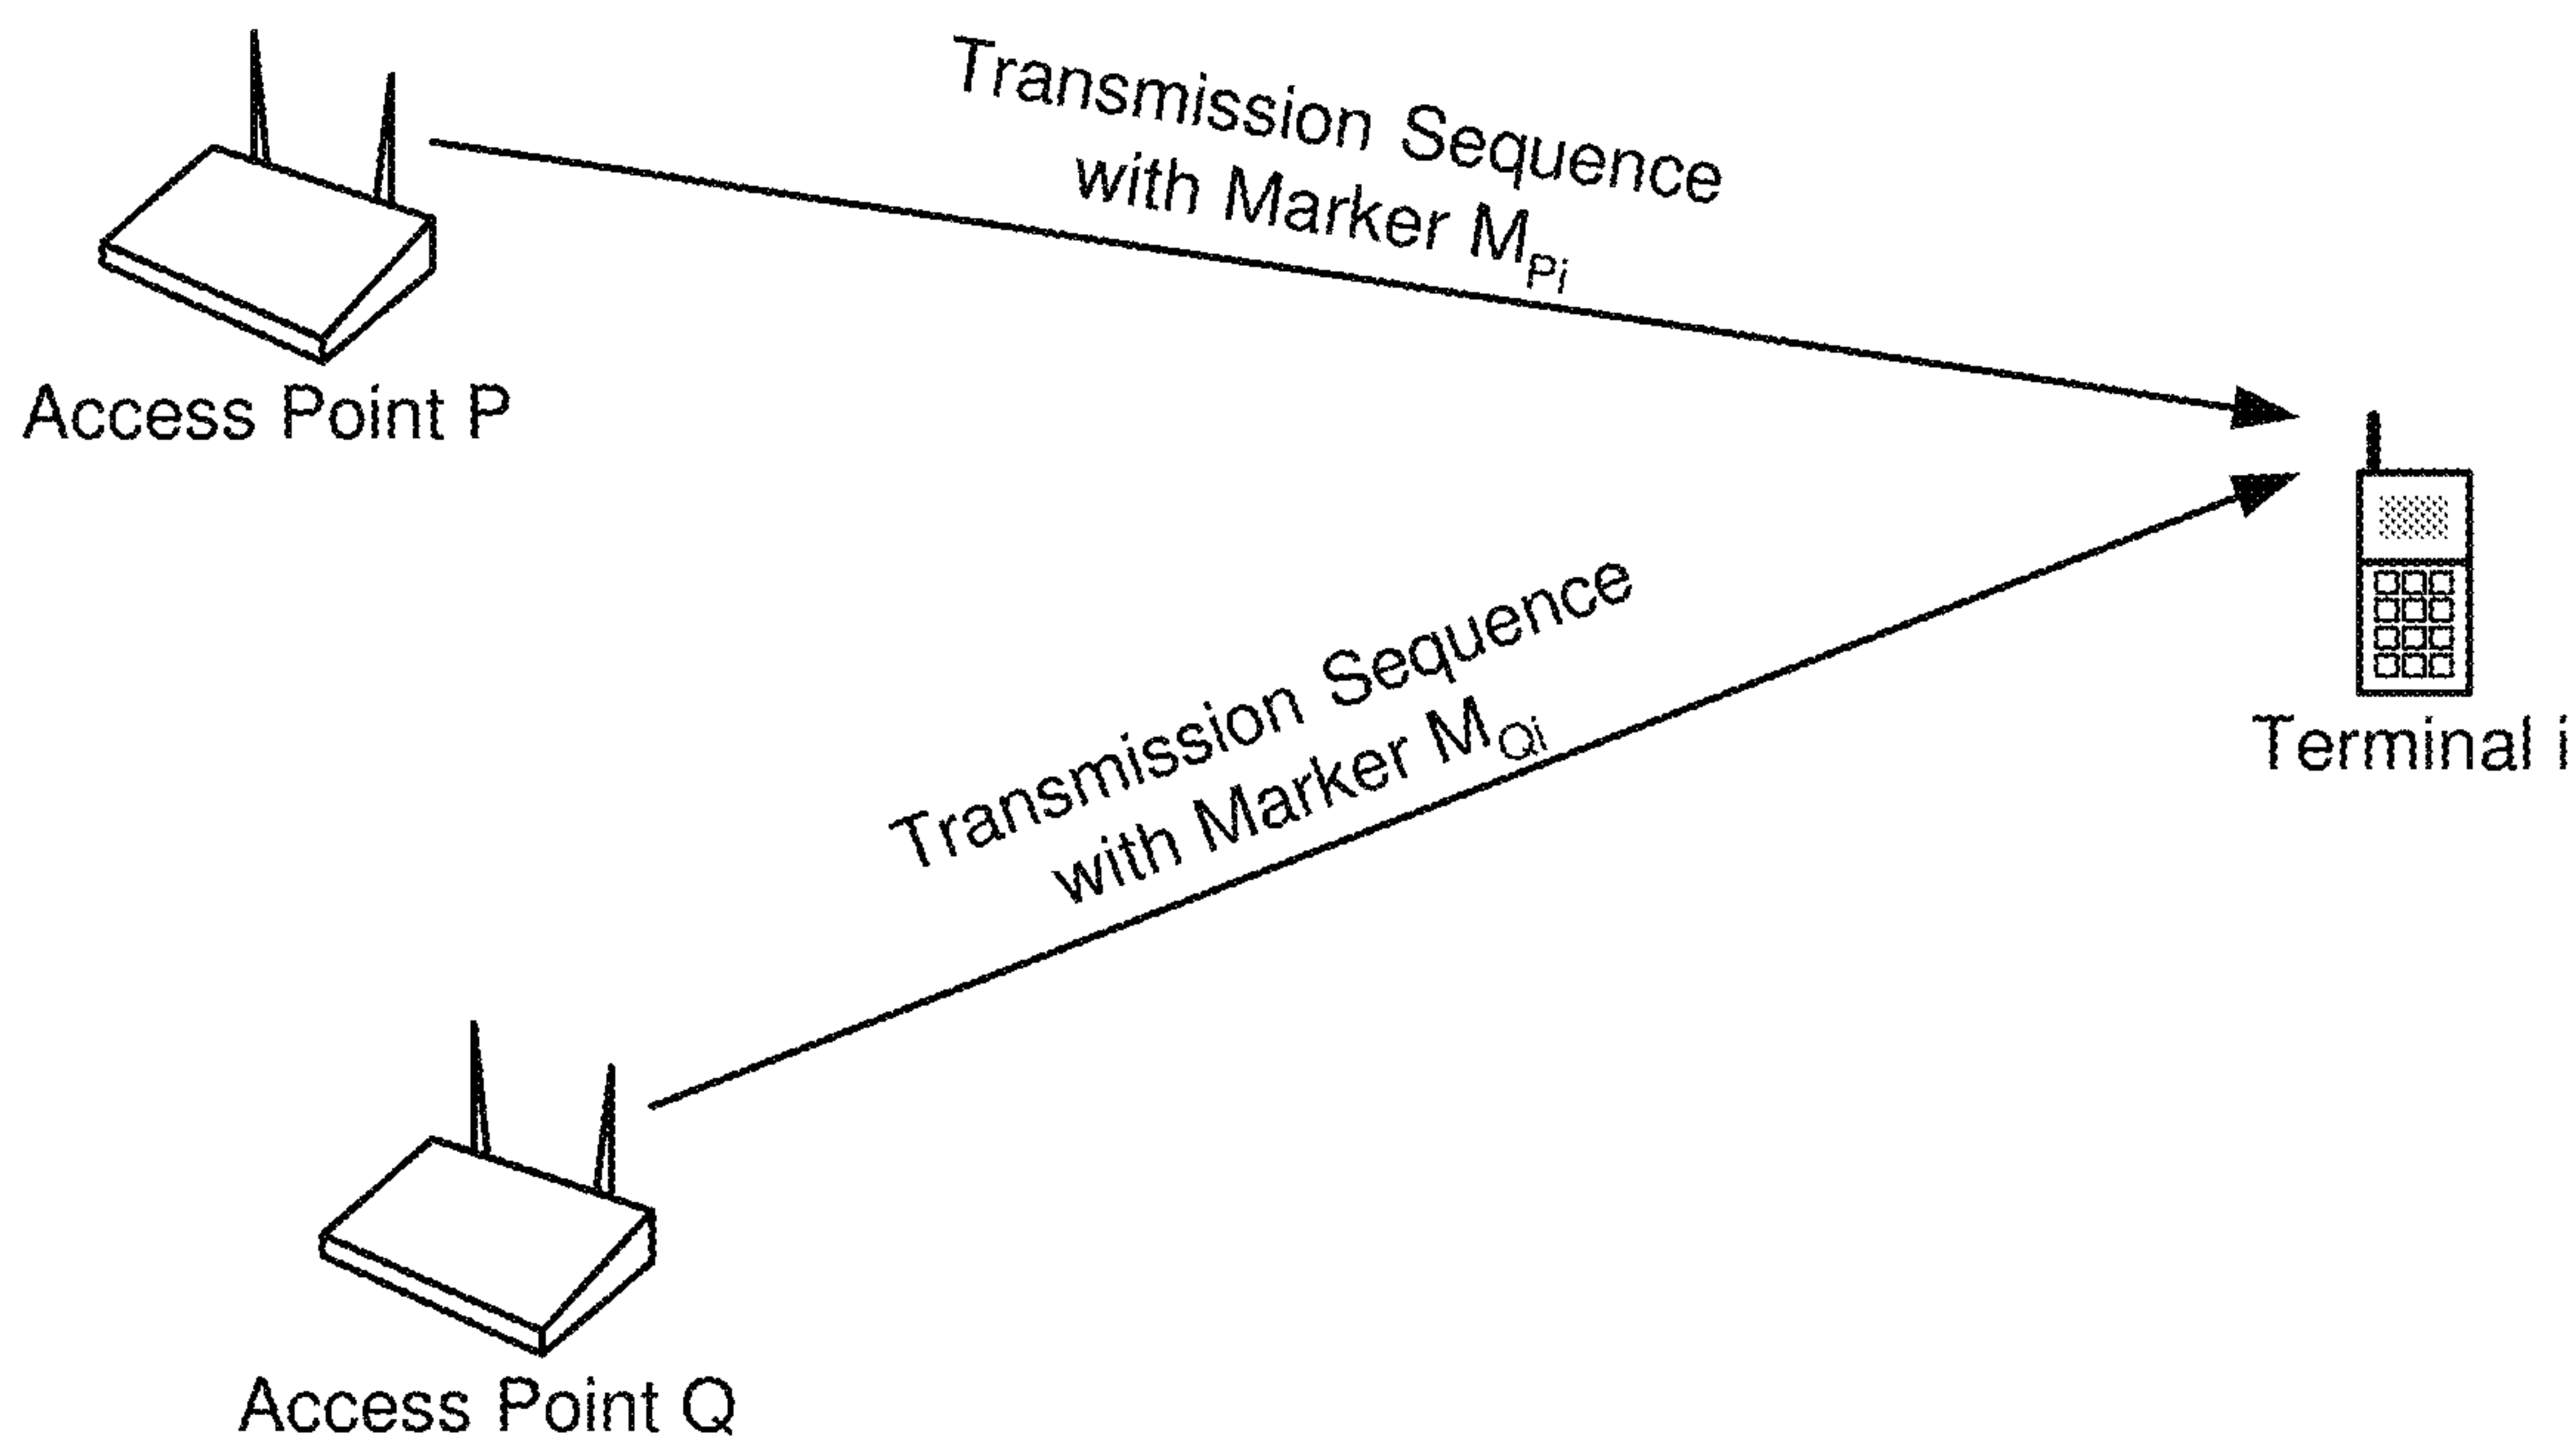 Transmission Sequence
with Marker M_Pi
Access Point P
Transmission Sequence
with Marker M_Qi
Terminal i
Access Point Q